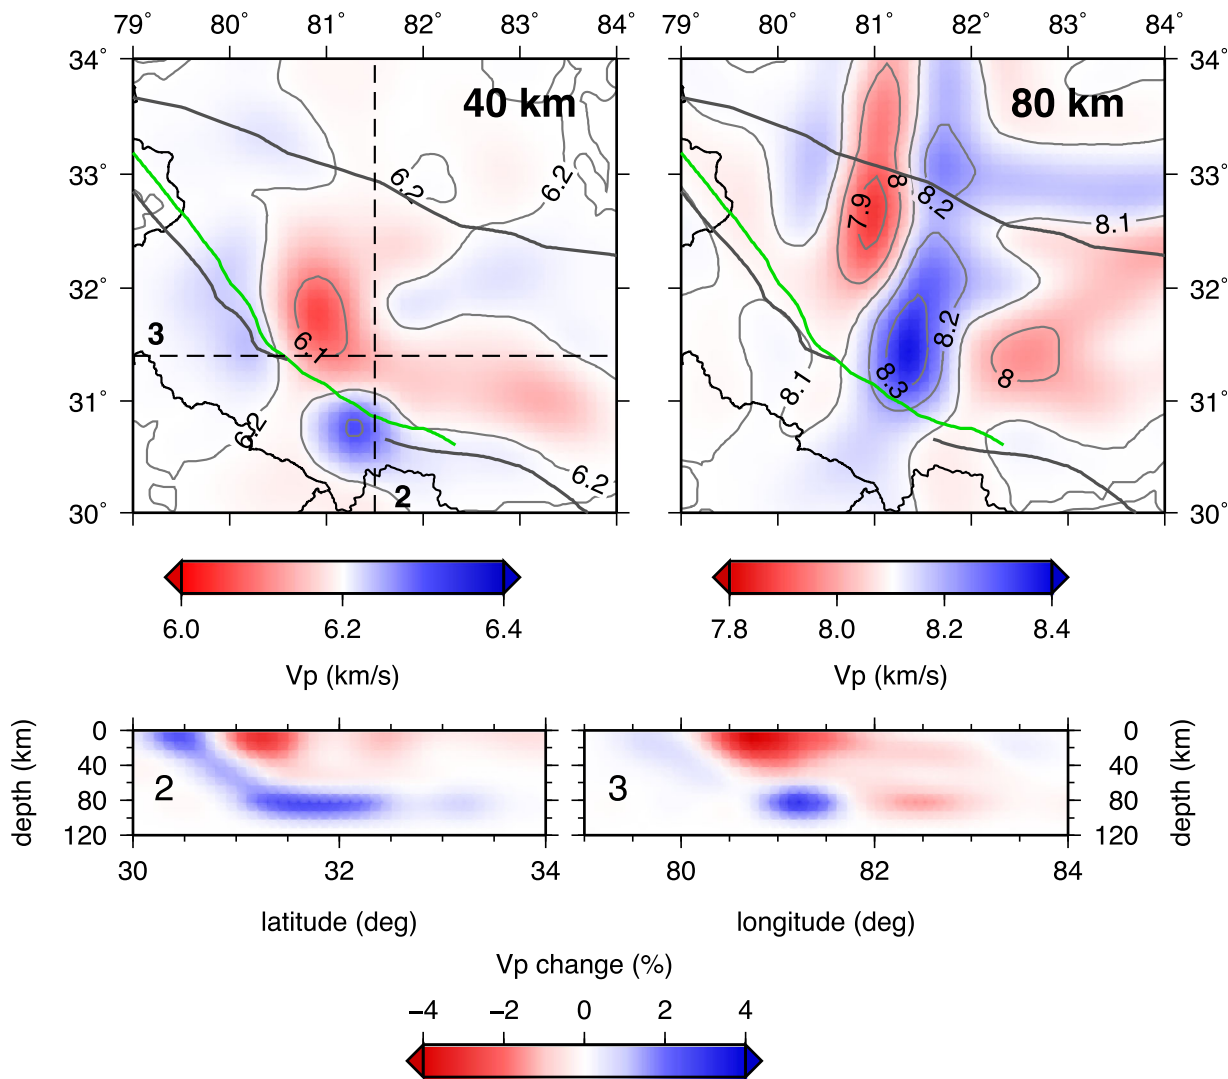 79° 80° 81° 82° 83° 84° 79° 80° 81° 82° 83° 84°
34° 40 km 80 km 34°
33° 6.2 6.2 7.9 8 8.2 8.1 33°
32° 6.1 8.2 32°
3 8.3 8
31° 6.2 8.1 31°
6.2
30° 2 30°
6.0 6.2 6.4 7.8 8.0 8.2 8.4
Vp (km/s) Vp (km/s)
depth (km) 0 40 80 120 2 3 0 40 80 120 depth (km)
30 32 34 80 82 84
latitude (deg) longitude (deg)
Vp change (%)
−4 −2 0 2 4